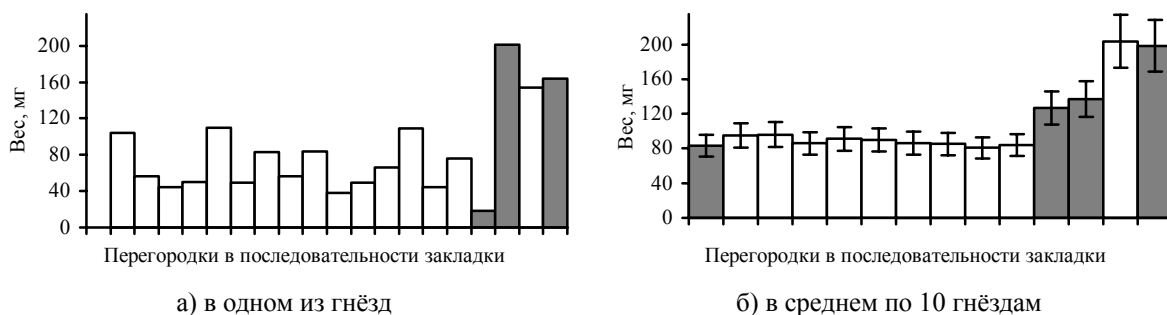 Вес, мг
200
160
120
80
40
0
Перегородки в последовательности закладки
а) в одном из гнёзд
Вес, мг
200
160
120
80
40
0
Перегородки в последовательности закладки
б) в среднем по 10 гнёздам